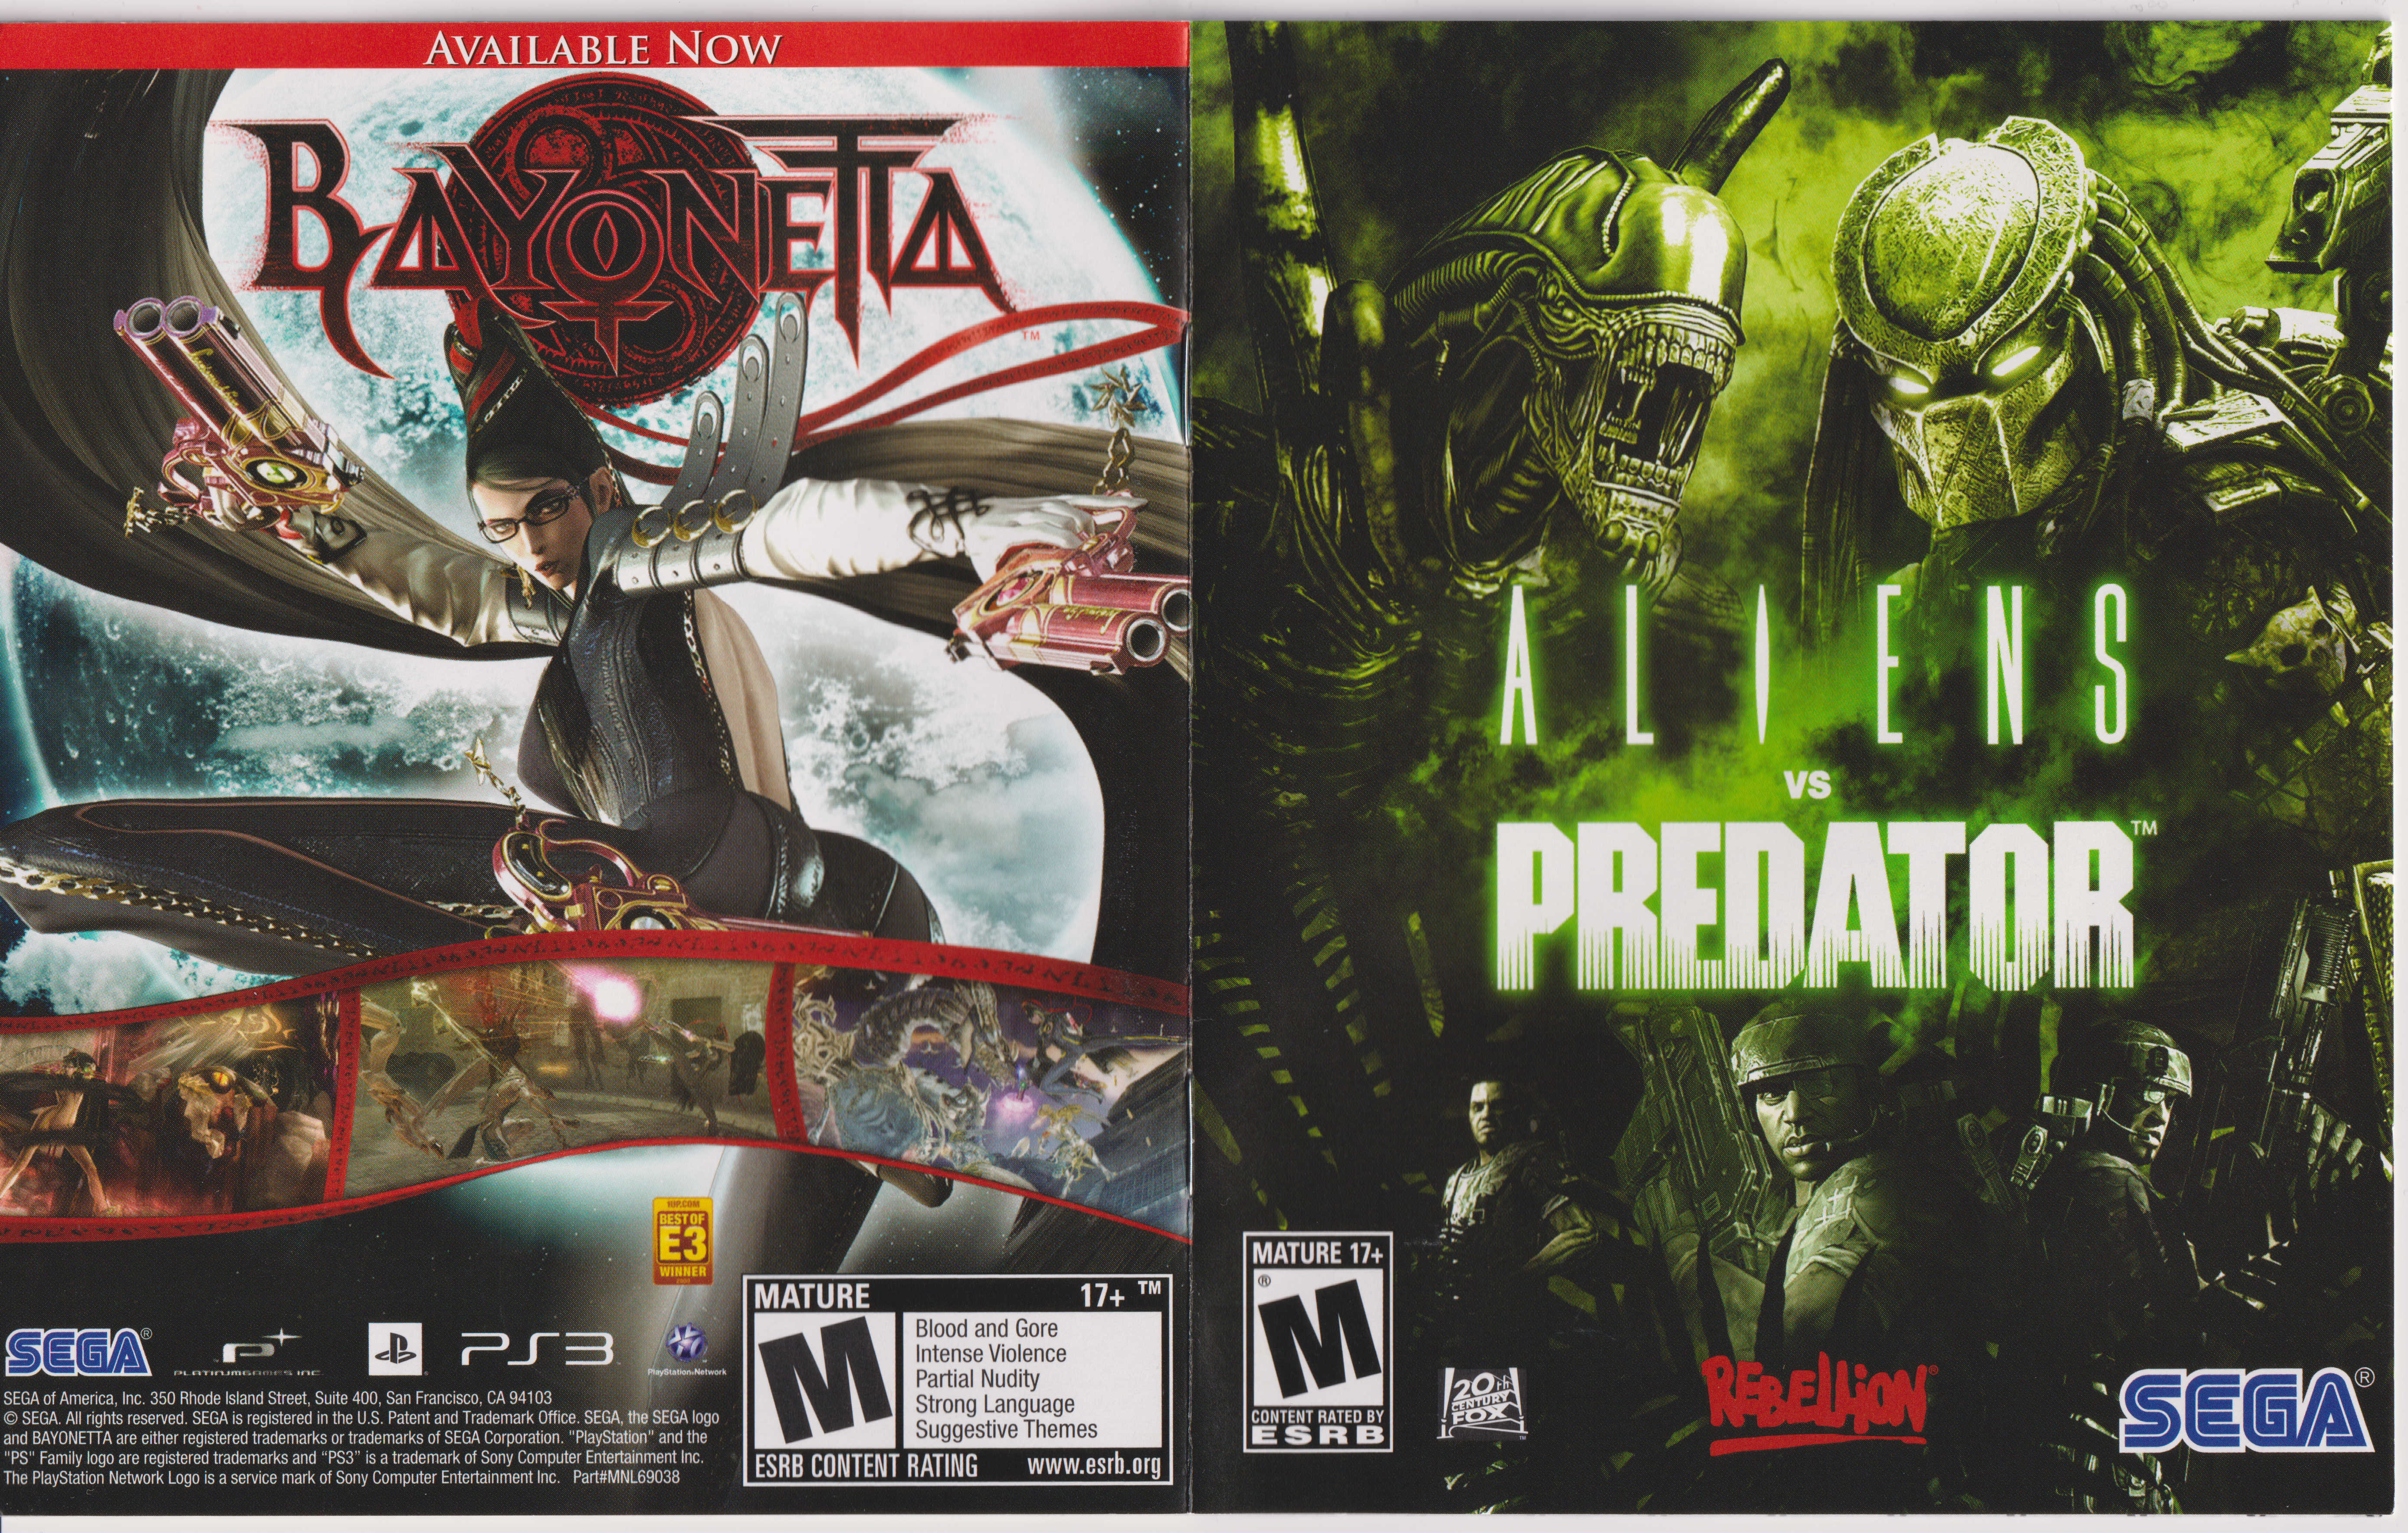 AVAILABLE NOW
BAYONETTA
TM
1UP.COM
BEST OF
E3
WINNER
SEGA®
PLATINUMGAMES INC.
PS3
PlayStation®Network
SEGA of America, Inc. 350 Rhode Island Street, Suite 400, San Francisco, CA 94103
© SEGA. All rights reserved. SEGA is registered in the U.S. Patent and Trademark Office. SEGA, the SEGA logo
and BAYONETTA are either registered trademarks or trademarks of SEGA Corporation. "PlayStation" and the
"PS" Family logo are registered trademarks and “PS3” is a trademark of Sony Computer Entertainment Inc.
The PlayStation Network Logo is a service mark of Sony Computer Entertainment Inc. Part#MNL69038
MATURE 17+ ™
M
Blood and Gore
Intense Violence
Partial Nudity
Strong Language
Suggestive Themes
ESRB CONTENT RATING www.esrb.org
ALIENS
VS
PREDATOR™
MATURE 17+
M®
CONTENT RATED BY
ESRB
20th
CENTURY
FOX
TM
REBELLION®
SEGA®